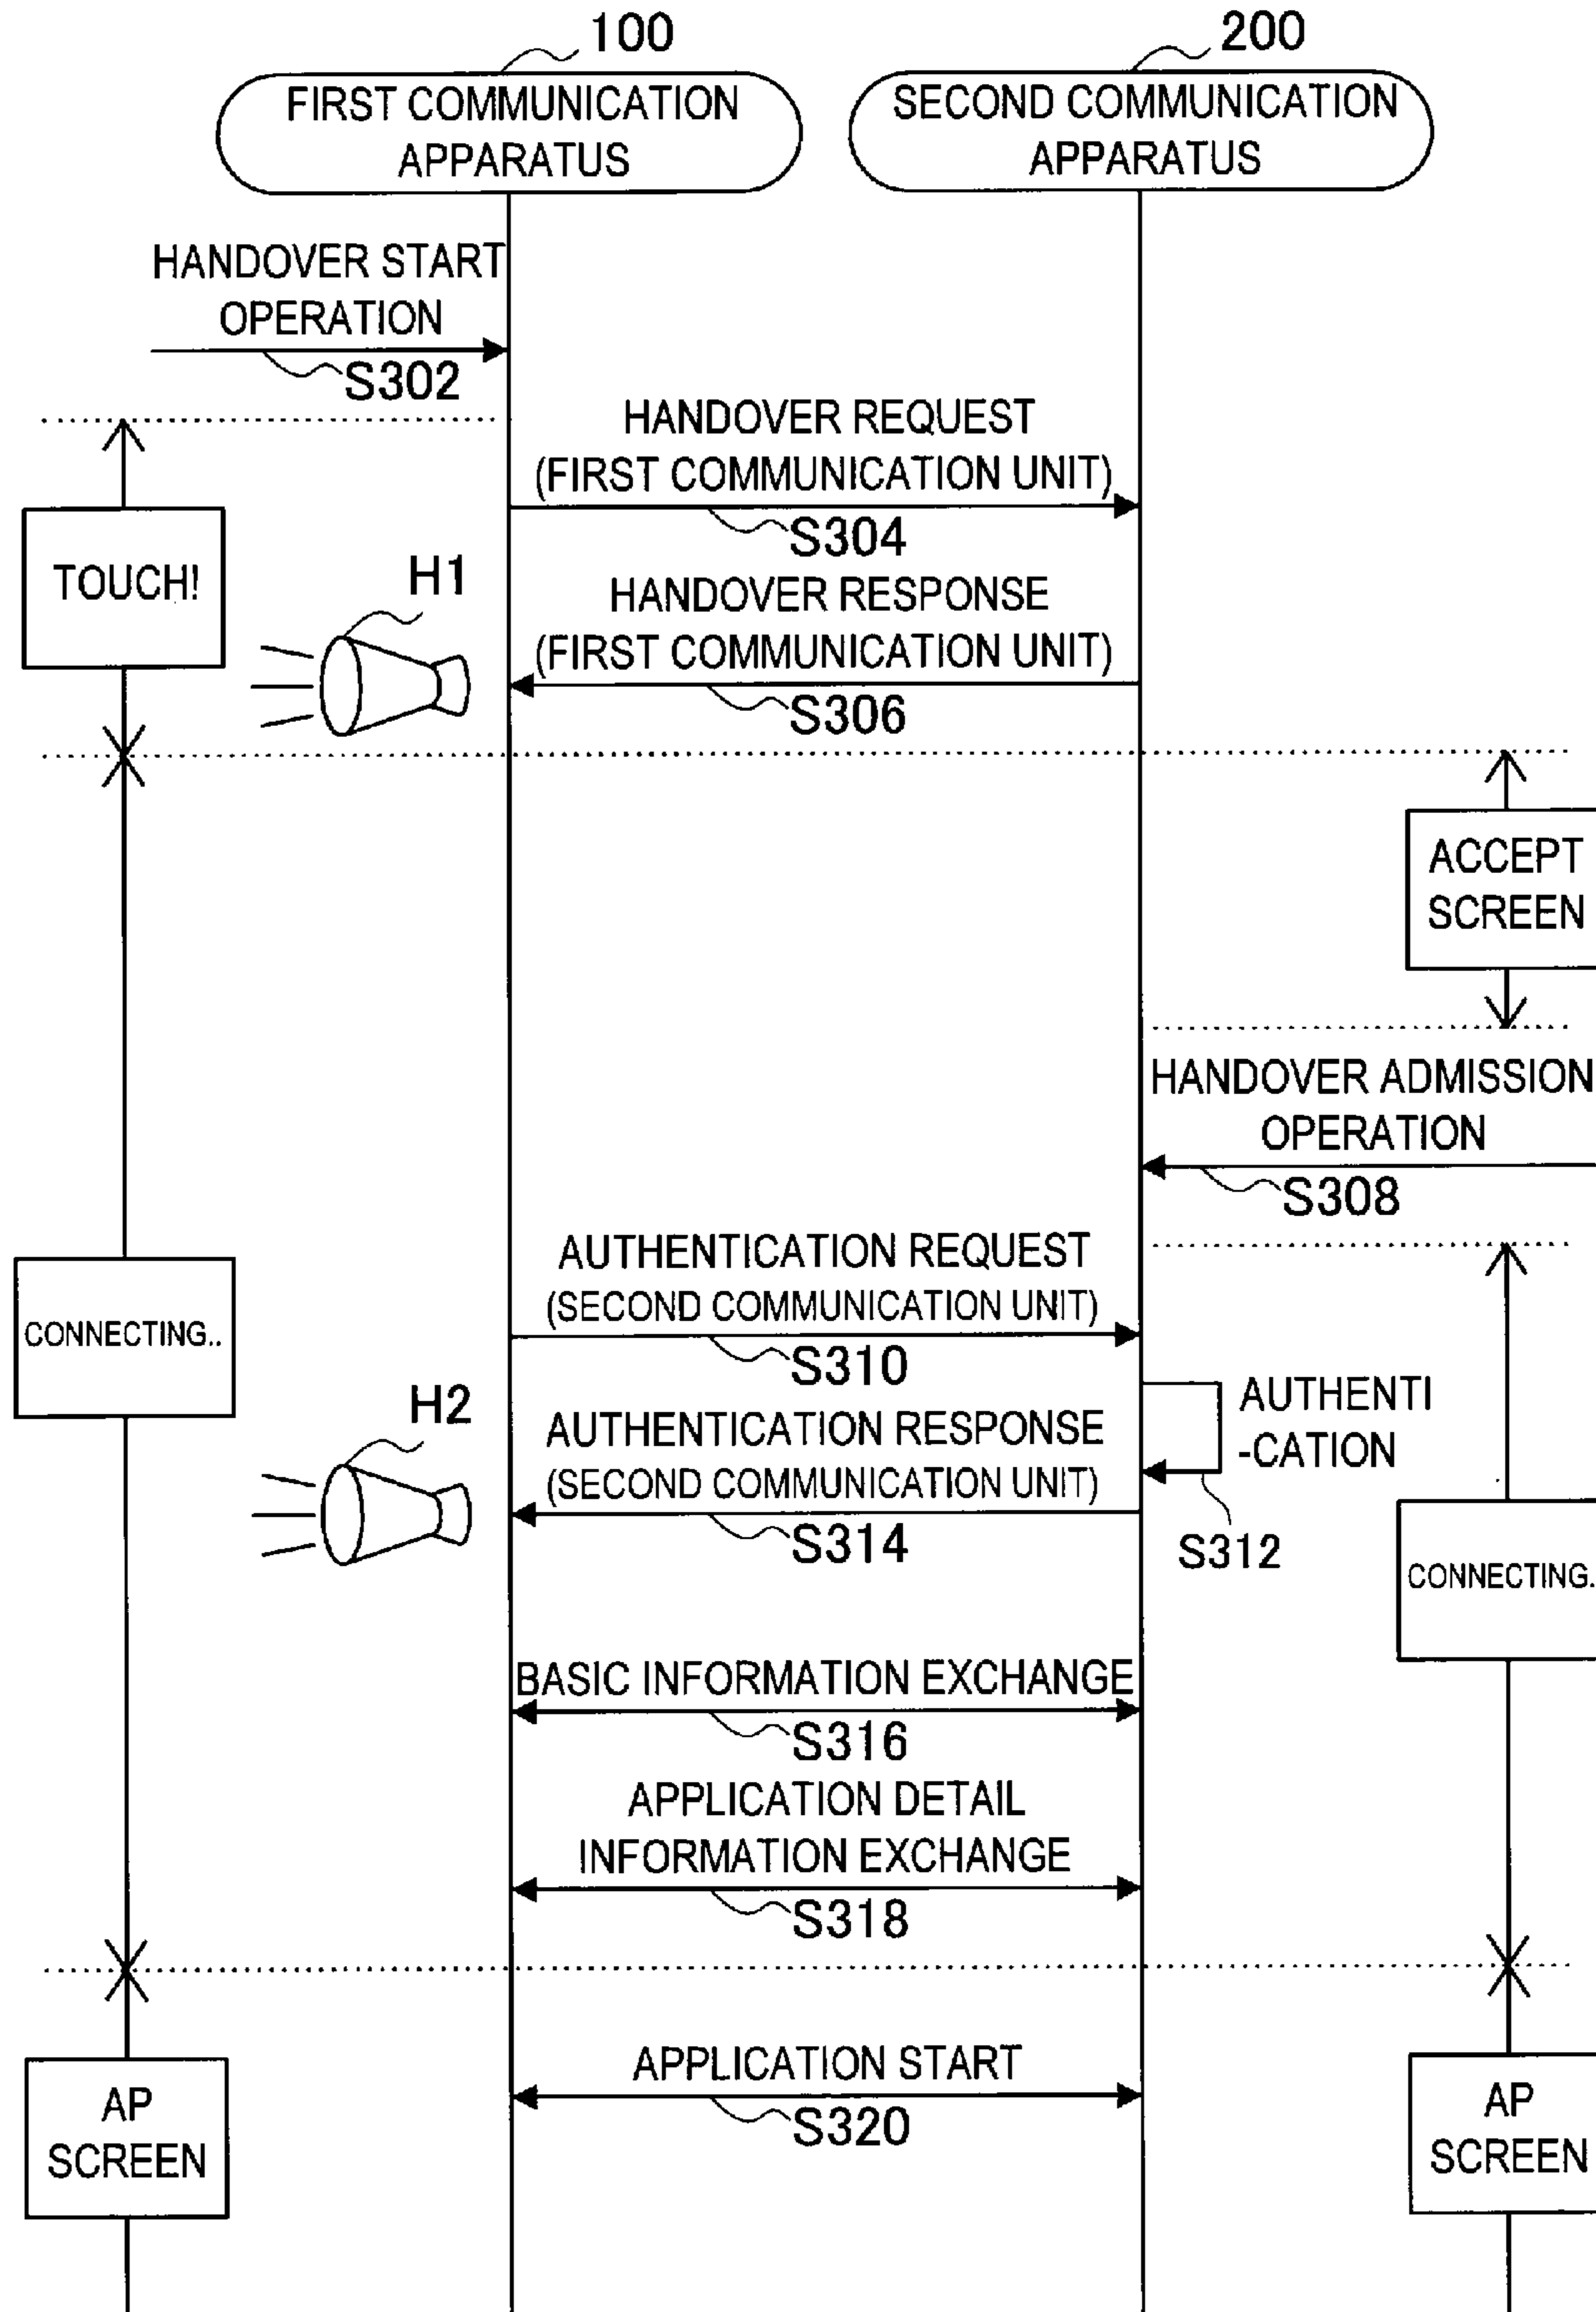 100
200
FIRST COMMUNICATION
APPARATUS
SECOND COMMUNICATION
APPARATUS
HANDOVER START
OPERATION
S302
HANDOVER REQUEST
(FIRST COMMUNICATION UNIT)
S304
TOUCH!
H1
HANDOVER RESPONSE
(FIRST COMMUNICATION UNIT)
S306
ACCEPT
SCREEN
HANDOVER ADMISSION
OPERATION
S308
AUTHENTICATION REQUEST
(SECOND COMMUNICATION UNIT)
S310
CONNECTING..
AUTHENTI
-CATION
S312
H2
AUTHENTICATION RESPONSE
(SECOND COMMUNICATION UNIT)
S314
CONNECTING.
BASIC INFORMATION EXCHANGE
S316
APPLICATION DETAIL
INFORMATION EXCHANGE
S318
APPLICATION START
S320
AP
SCREEN
AP
SCREEN